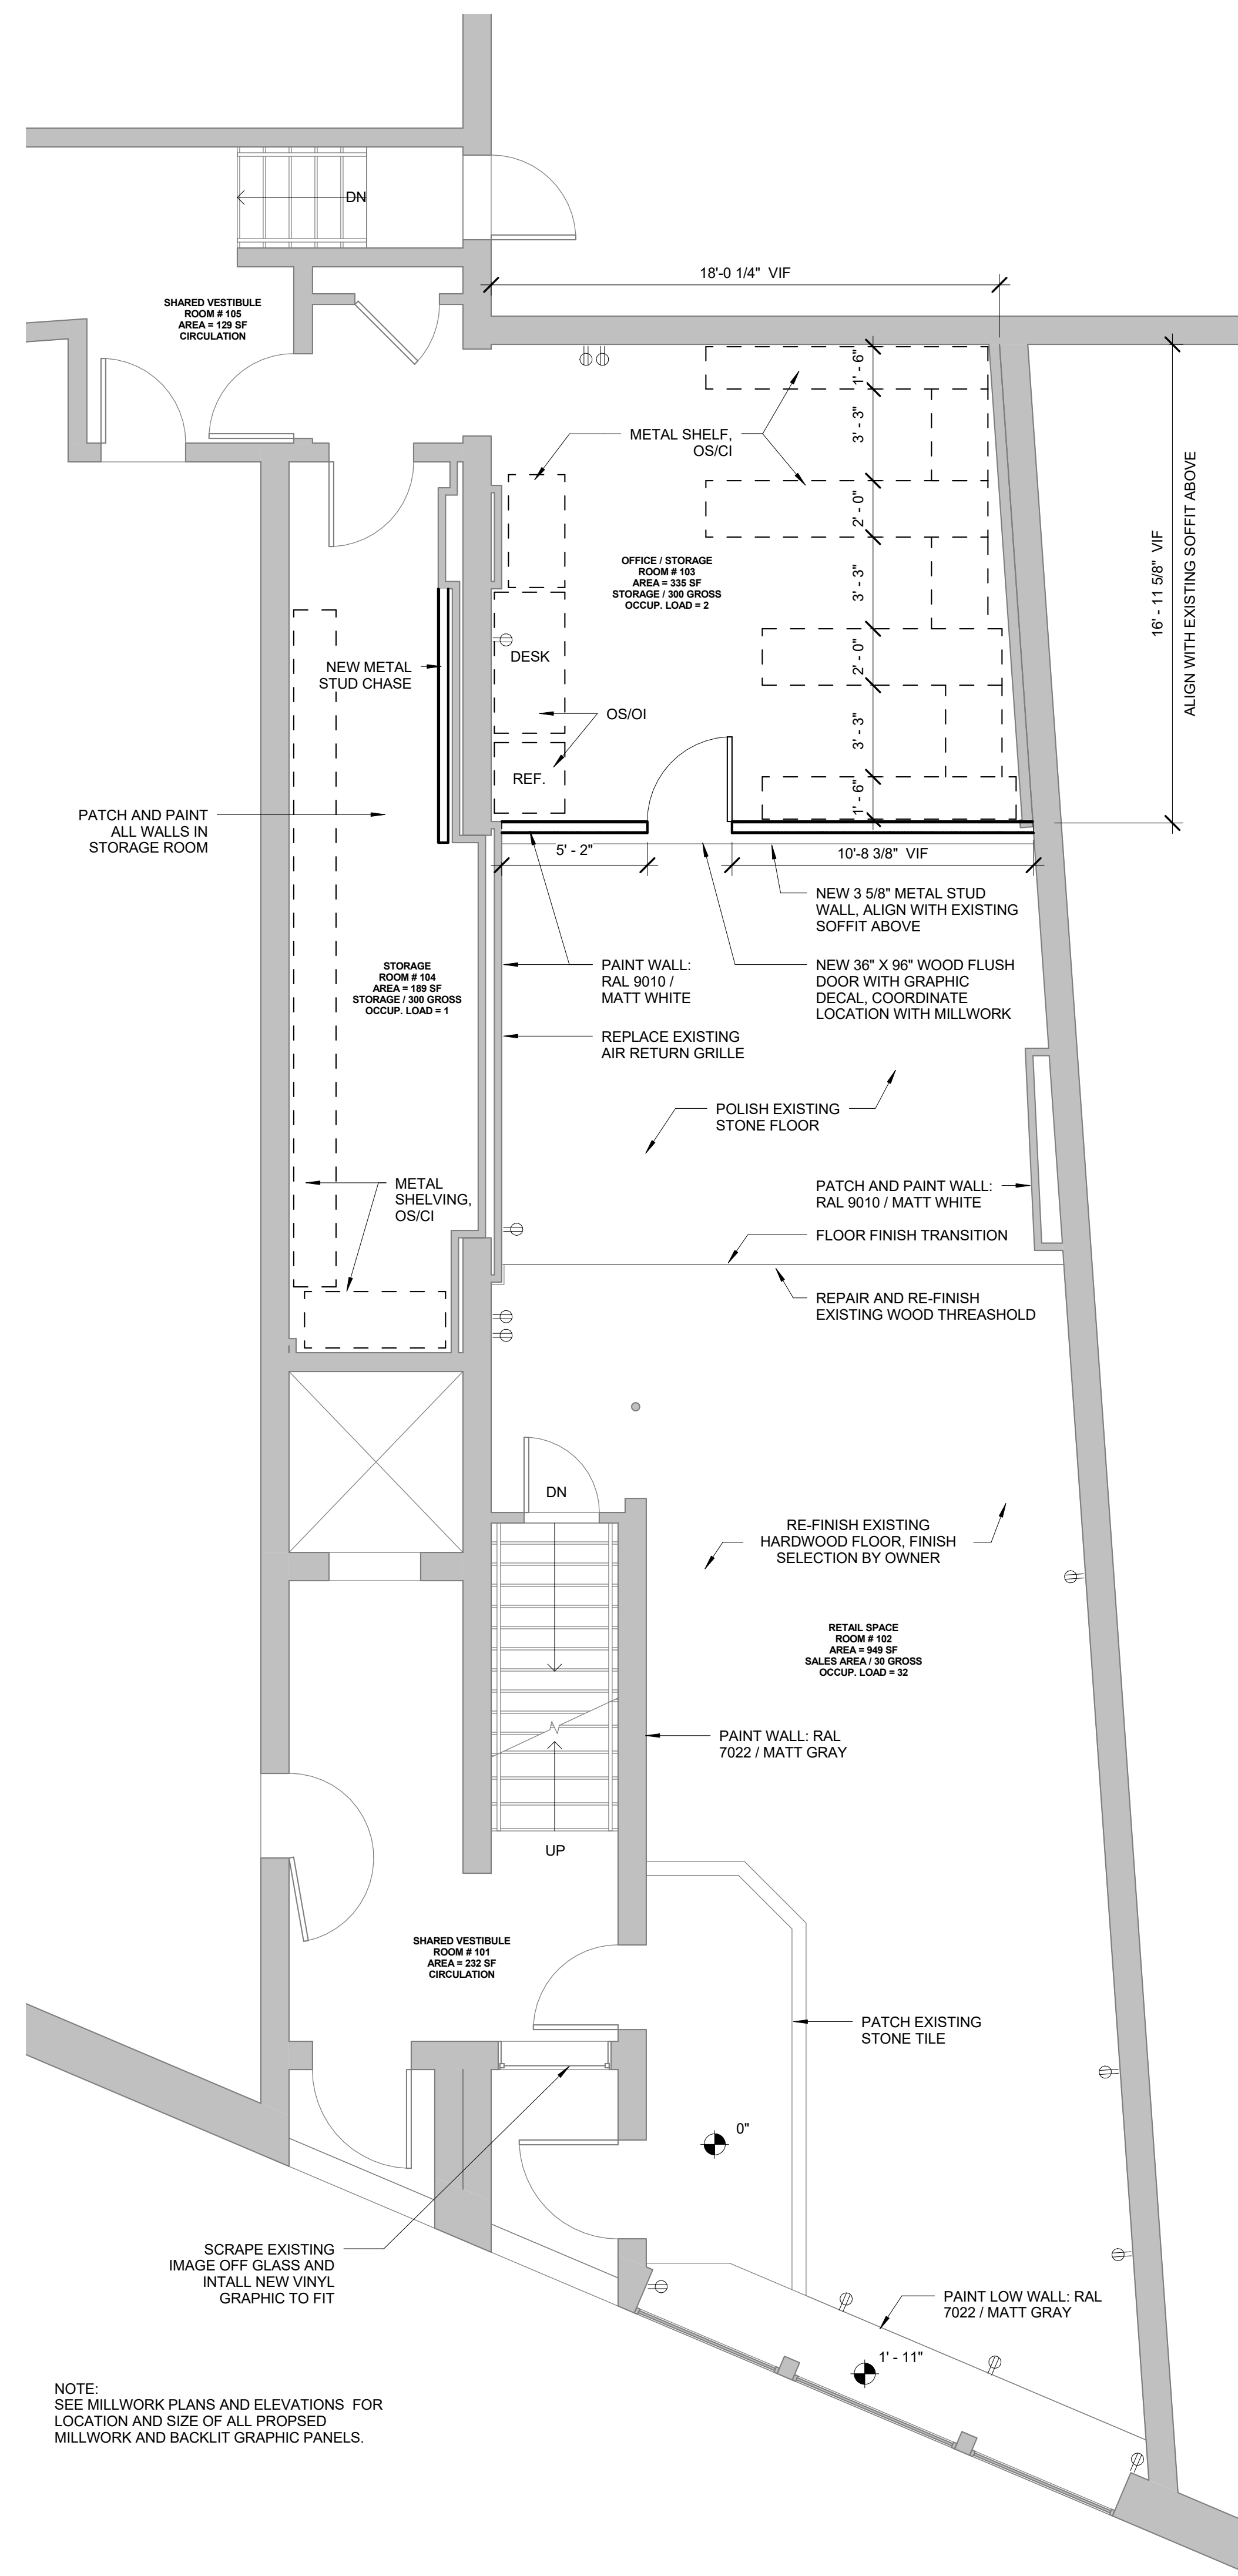 DN
18'-0 1/4" VIF
SHARED VESTIBULE
ROOM # 105
AREA = 129 SF
CIRCULATION
1' - 6"
3' - 3"
2' - 0"
3' - 3"
2' - 0"
3' - 3"
1' - 6"
METAL SHELF,
OS/CI
16' - 11 5/8" VIF
ALIGN WITH EXISTING SOFFIT ABOVE
OFFICE / STORAGE
ROOM # 103
AREA = 335 SF
STORAGE / 300 GROSS
OCCUP. LOAD = 2
DESK
NEW METAL
STUD CHASE
OS/OI
REF.
PATCH AND PAINT
ALL WALLS IN
STORAGE ROOM
5' - 2"
10'-8 3/8" VIF
NEW 3 5/8" METAL STUD
WALL, ALIGN WITH EXISTING
SOFFIT ABOVE
STORAGE
ROOM # 104
AREA = 189 SF
STORAGE / 300 GROSS
OCCUP. LOAD = 1
PAINT WALL:
RAL 9010 /
MATT WHITE
NEW 36" X 96" WOOD FLUSH
DOOR WITH GRAPHIC
DECAL, COORDINATE
LOCATION WITH MILLWORK
REPLACE EXISTING
AIR RETURN GRILLE
POLISH EXISTING
STONE FLOOR
METAL
SHELVING,
OS/CI
PATCH AND PAINT WALL:
RAL 9010 / MATT WHITE
FLOOR FINISH TRANSITION
REPAIR AND RE-FINISH
EXISTING WOOD THREASHOLD
DN
RE-FINISH EXISTING
HARDWOOD FLOOR, FINISH
SELECTION BY OWNER
RETAIL SPACE
ROOM # 102
AREA = 949 SF
SALES AREA / 30 GROSS
OCCUP. LOAD = 32
PAINT WALL: RAL
7022 / MATT GRAY
UP
SHARED VESTIBULE
ROOM # 101
AREA = 232 SF
CIRCULATION
PATCH EXISTING
STONE TILE
0"
SCRAPE EXISTING
IMAGE OFF GLASS AND
INTALL NEW VINYL
GRAPHIC TO FIT
PAINT LOW WALL: RAL
7022 / MATT GRAY
1' - 11"
NOTE:
SEE MILLWORK PLANS AND ELEVATIONS FOR
LOCATION AND SIZE OF ALL PROPSED
MILLWORK AND BACKLIT GRAPHIC PANELS.